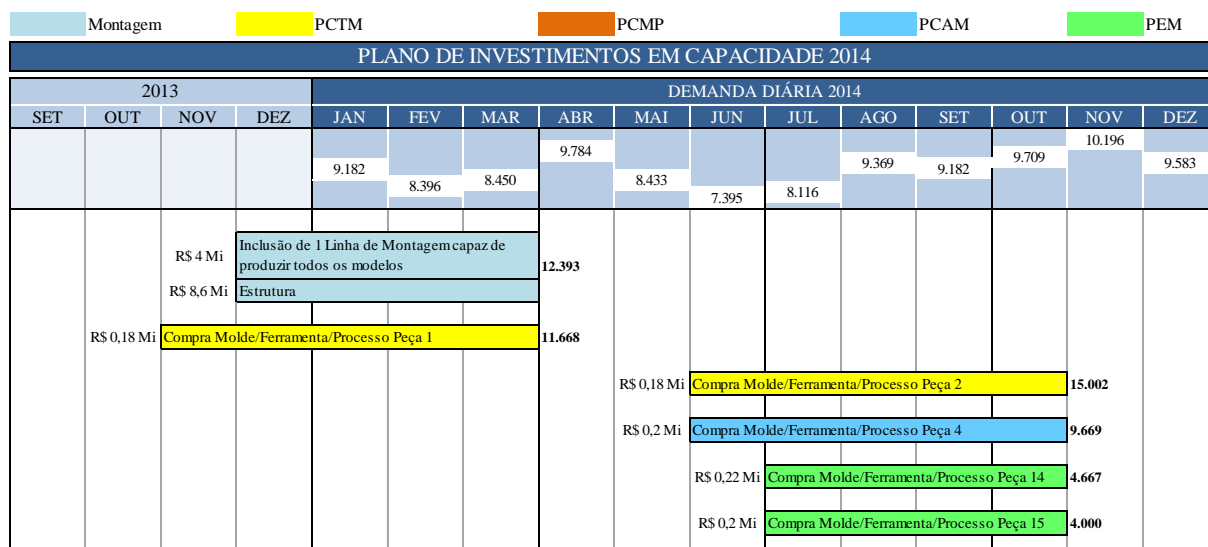 Montagem PCTM PCMP PCAM PEM
PLANO DE INVESTIMENTOS EM CAPACIDADE 2014
2013 DEMANDA DIÁRIA 2014
SET OUT NOV DEZ JAN FEV MAR ABR MAI JUN JUL AGO SET OUT NOV DEZ
9.182 8.396 8.450 9.784 8.433 7.395 8.116 9.369 9.182 9.709 10.196 9.583
R$ 4 Mi Inclusão de 1 Linha de Montagem capaz de
produzir todos os modelos 12.393
R$ 8,6 Mi Estrutura
R$ 0,18 Mi Compra Molde/Ferramenta/Processo Peça 1 11.668
R$ 0,18 Mi Compra Molde/Ferramenta/Processo Peça 2 15.002
R$ 0,2 Mi Compra Molde/Ferramenta/Processo Peça 4 9.669
R$ 0,22 Mi Compra Molde/Ferramenta/Processo Peça 14 4.667
R$ 0,2 Mi Compra Molde/Ferramenta/Processo Peça 15 4.000